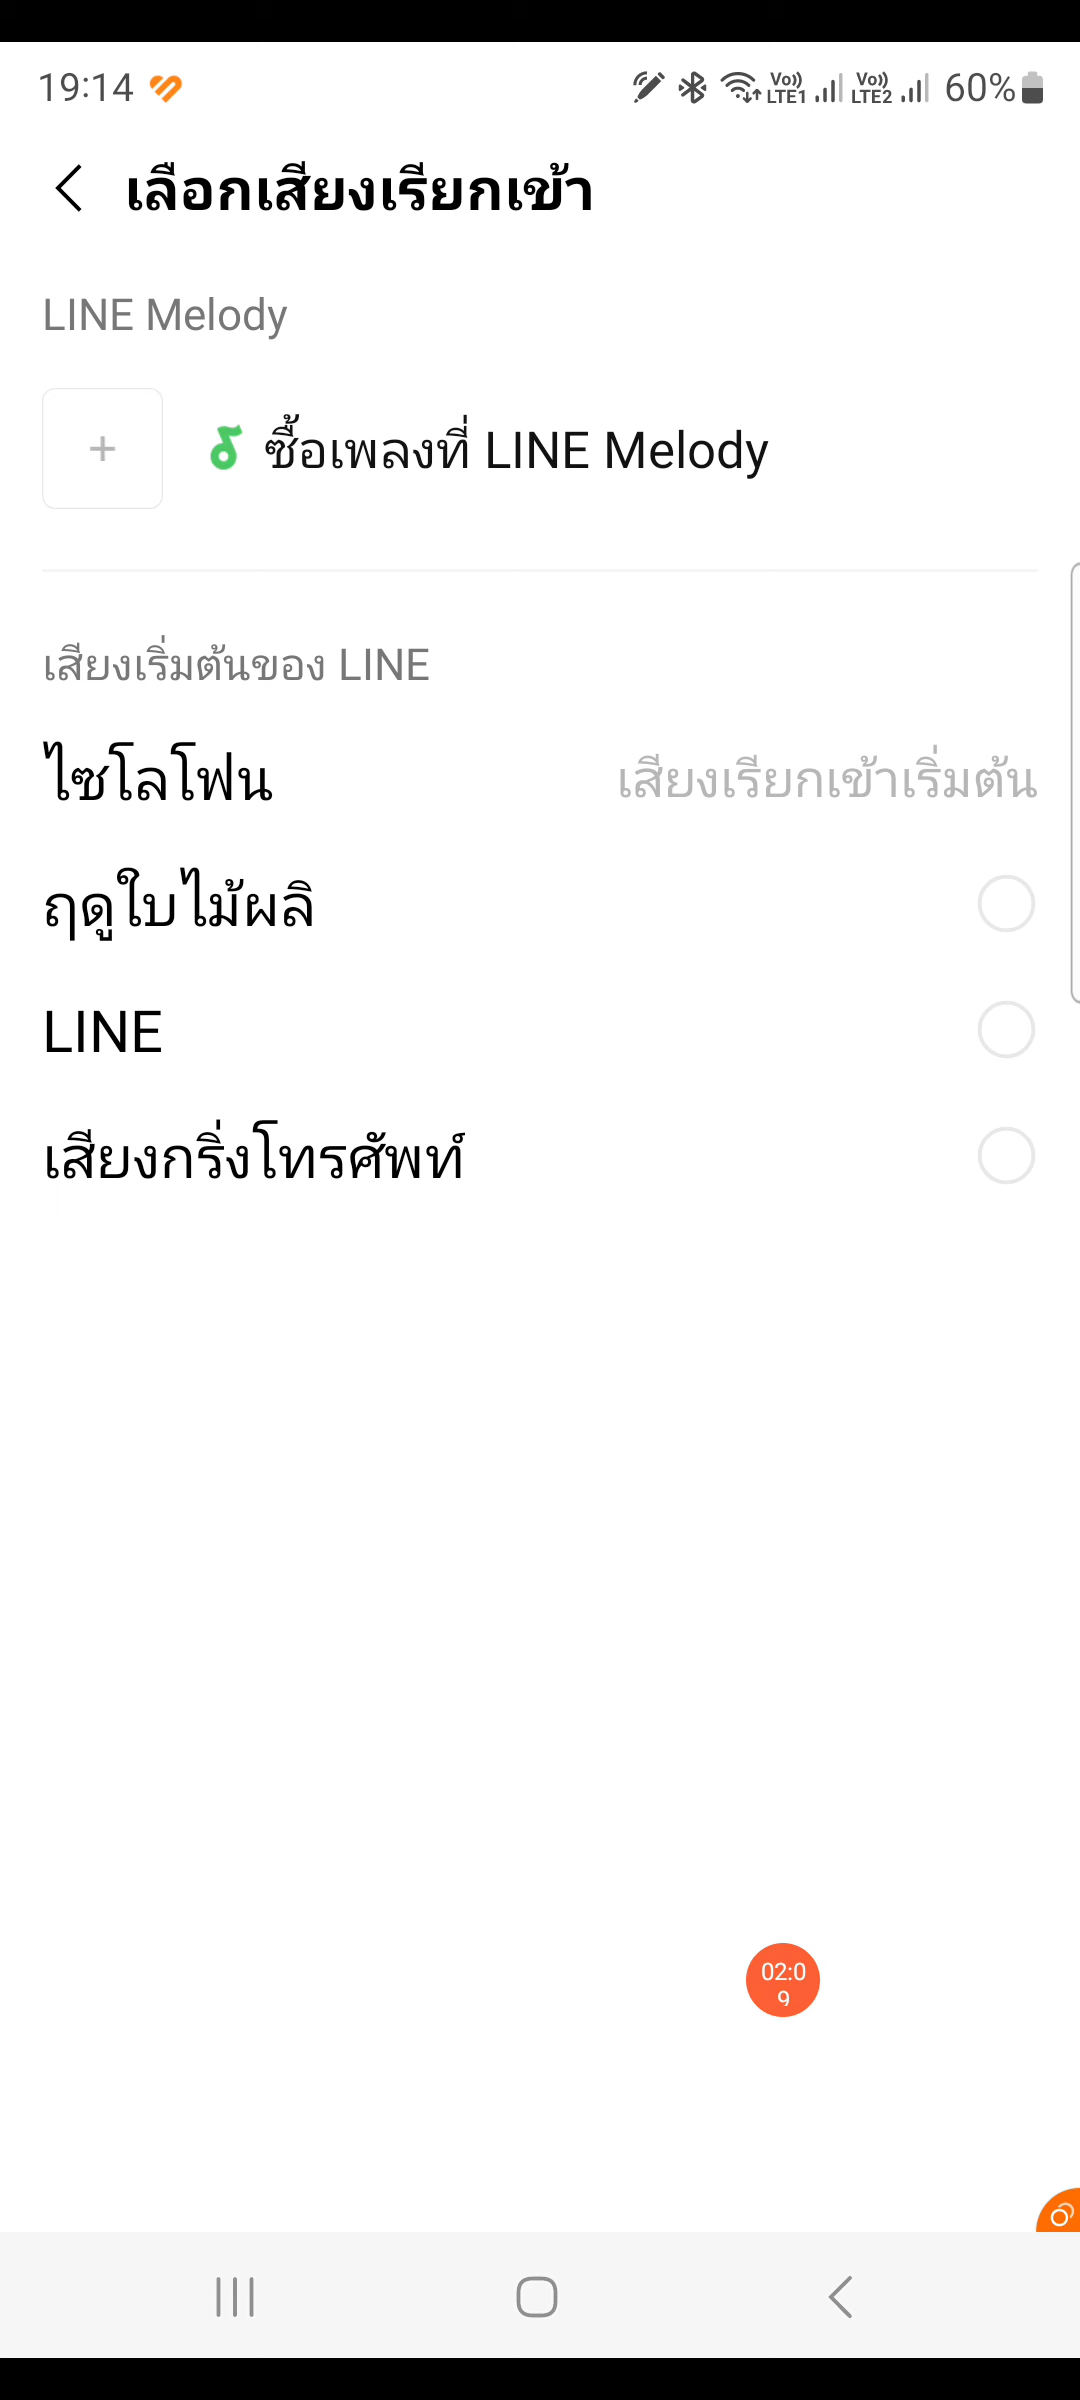 19:14 Vo)) LTE1 Vo)) LTE2 60%
เลือกเสียงเรียกเข้า
LINE Melody
+ ซื้อเพลงที่ LINE Melody
เสียงเริ่มต้นของ LINE
ไซโลโฟน เสียงเรียกเข้าเริ่มต้น
ฤดูใบไม้ผลิ
LINE
เสียงกริ่งโทรศัพท์
02:0
9